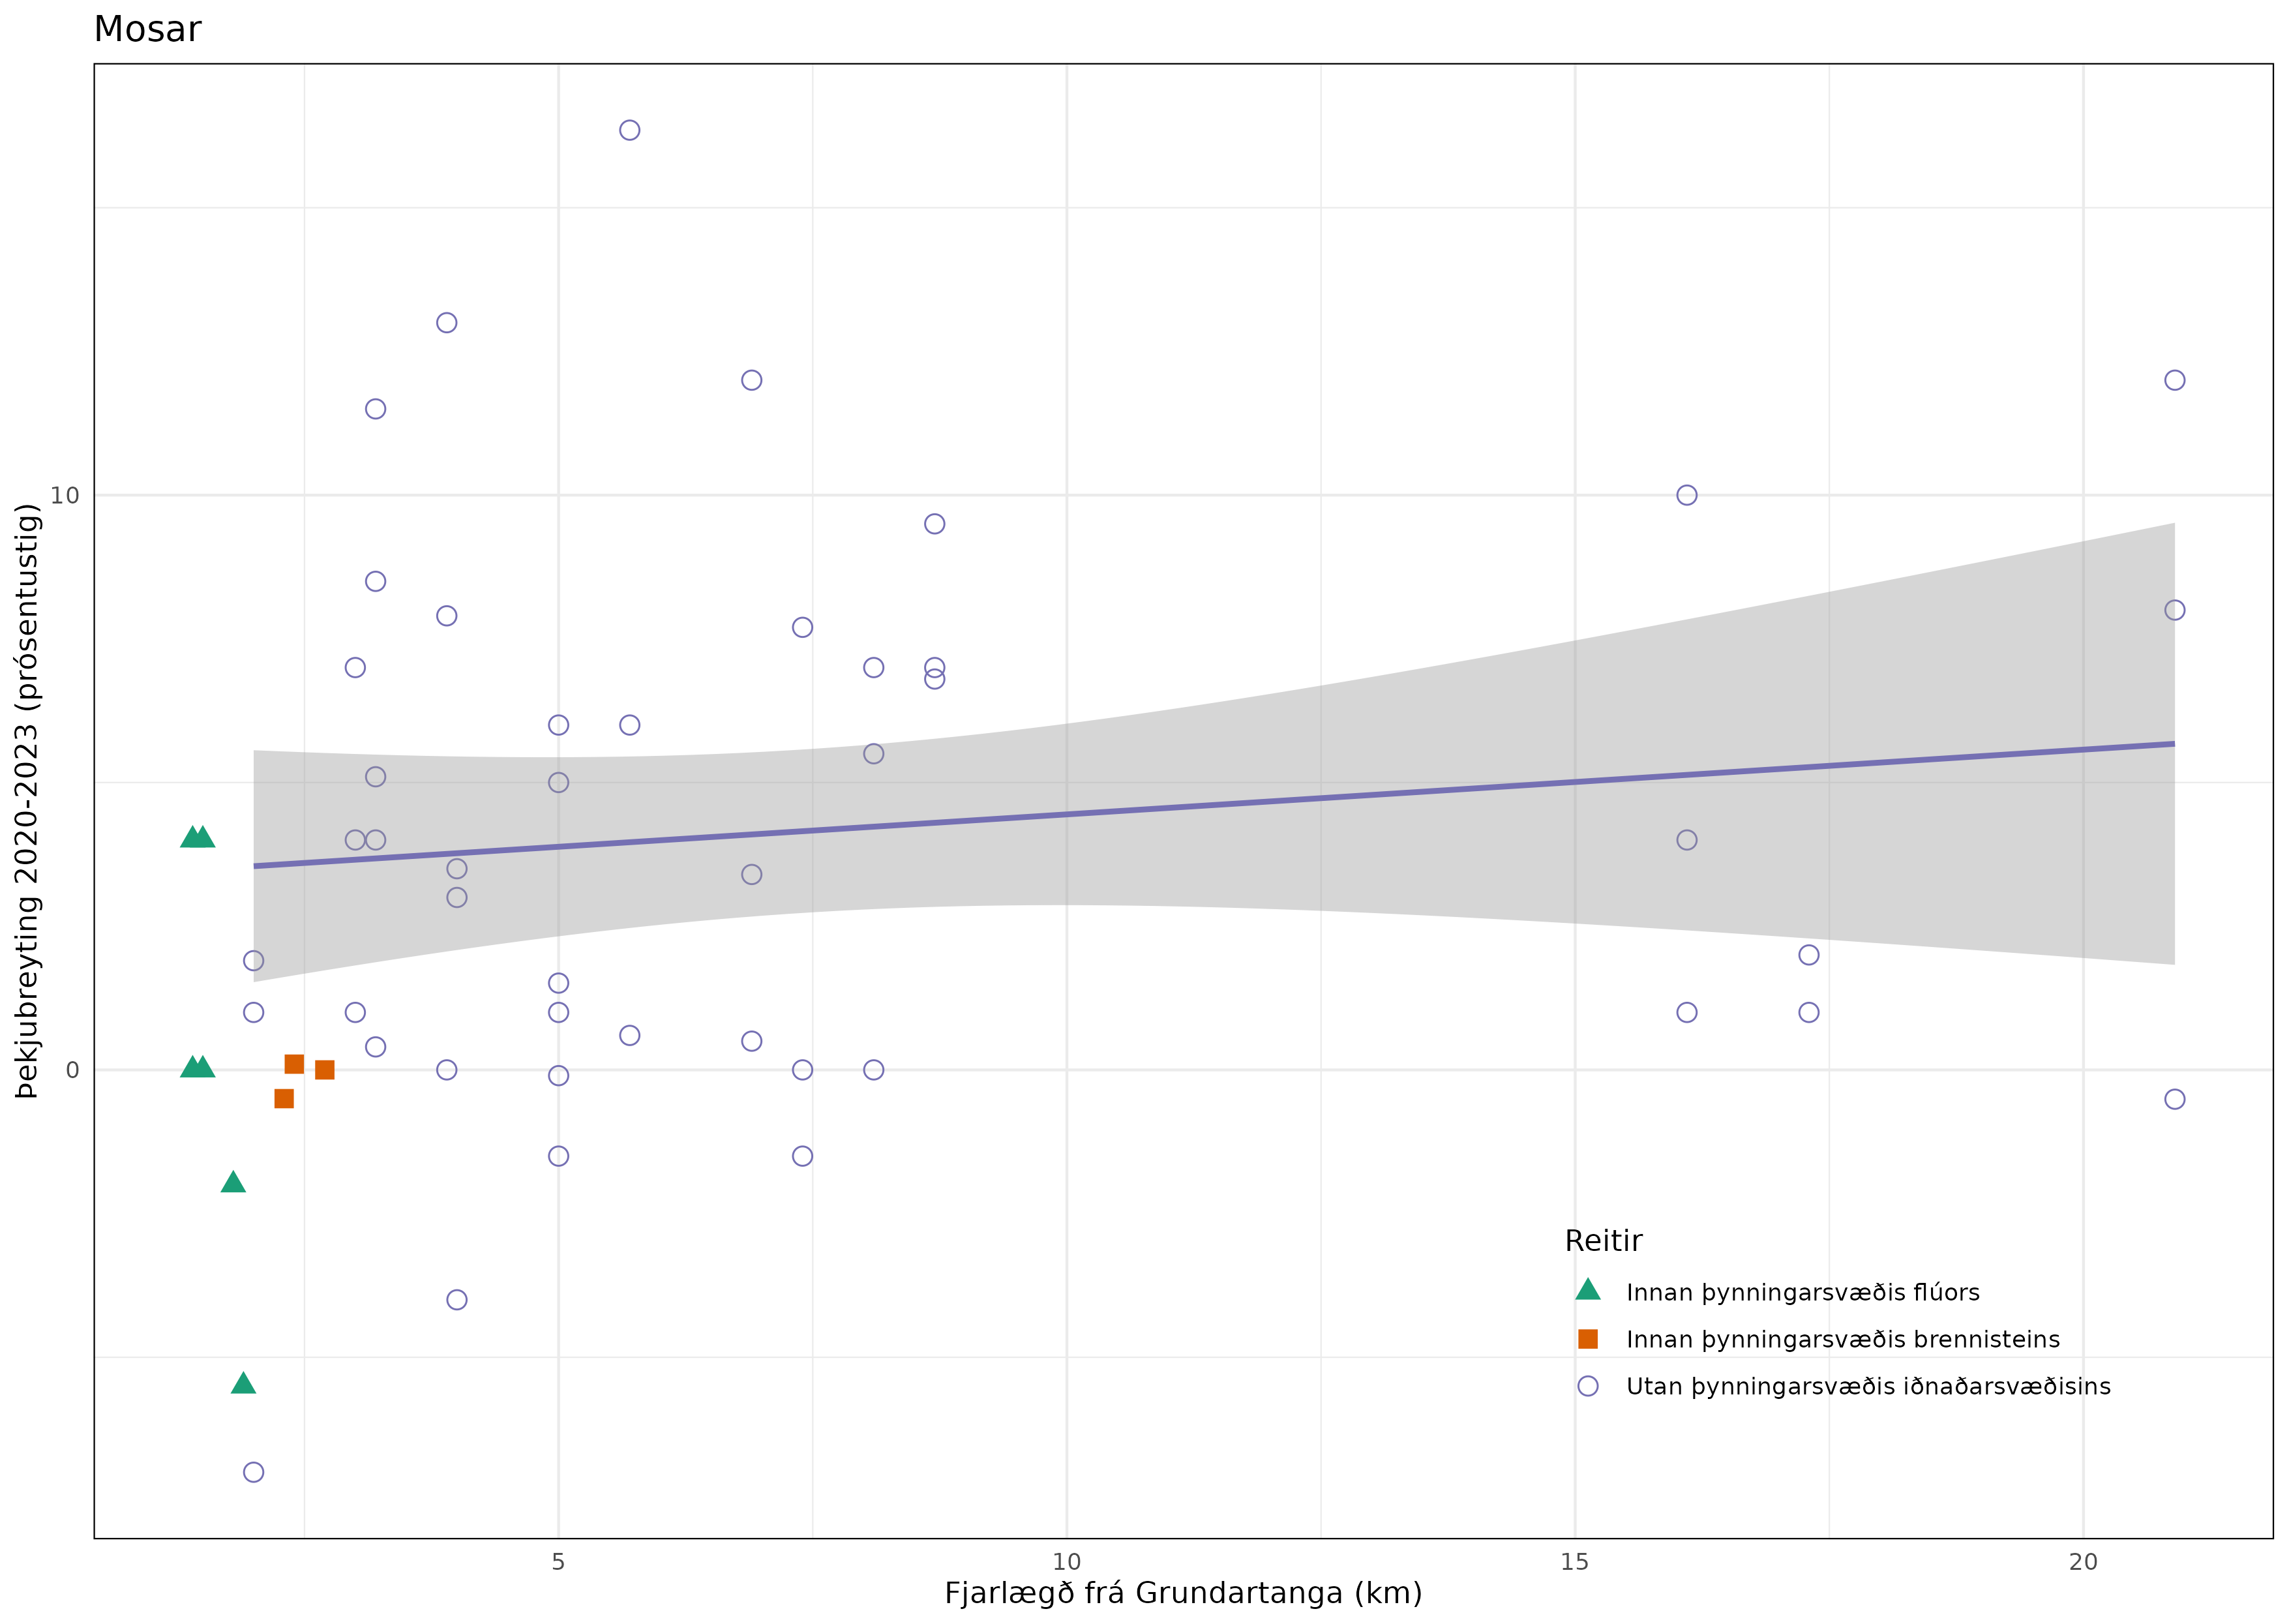 Mosar
Þekjubreyting 2020-2023 (prósentustig)
10
0
5
10
15
20
Fjarlægð frá Grundartanga (km)
Reitir
Innan þynningarsvæðis flúors
Innan þynningarsvæðis brennisteins
Utan þynningarsvæðis iðnaðarsvæðisins